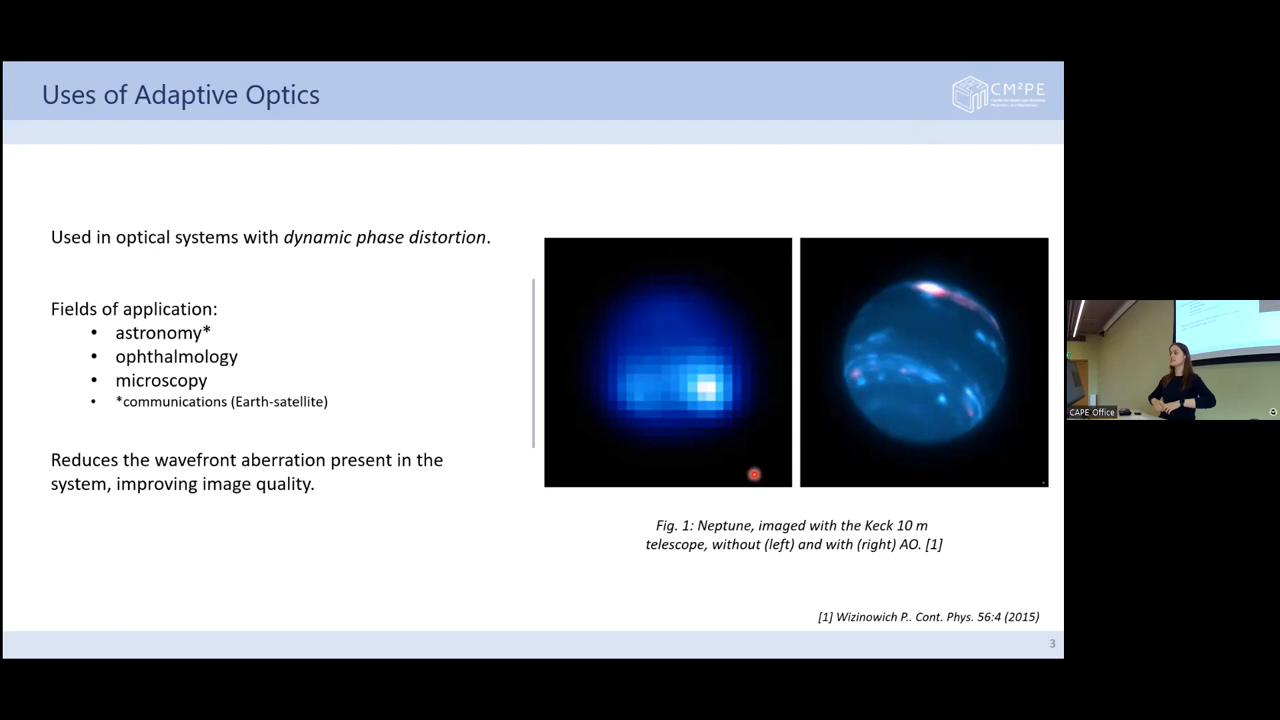 Uses of Adaptive Optics
CM²PE
Used in optical systems with dynamic phase distortion.
Fields of application:
• astronomy*
• ophthalmology
• microscopy
• *communications (Earth-satellite)
Reduces the wavefront aberration present in the
system, improving image quality.
Fig. 1: Neptune, imaged with the Keck 10 m
telescope, without (left) and with (right) AO. [1]
[1] Wizinowich P.. Cont. Phys. 56:4 (2015)
3
CAPE Office